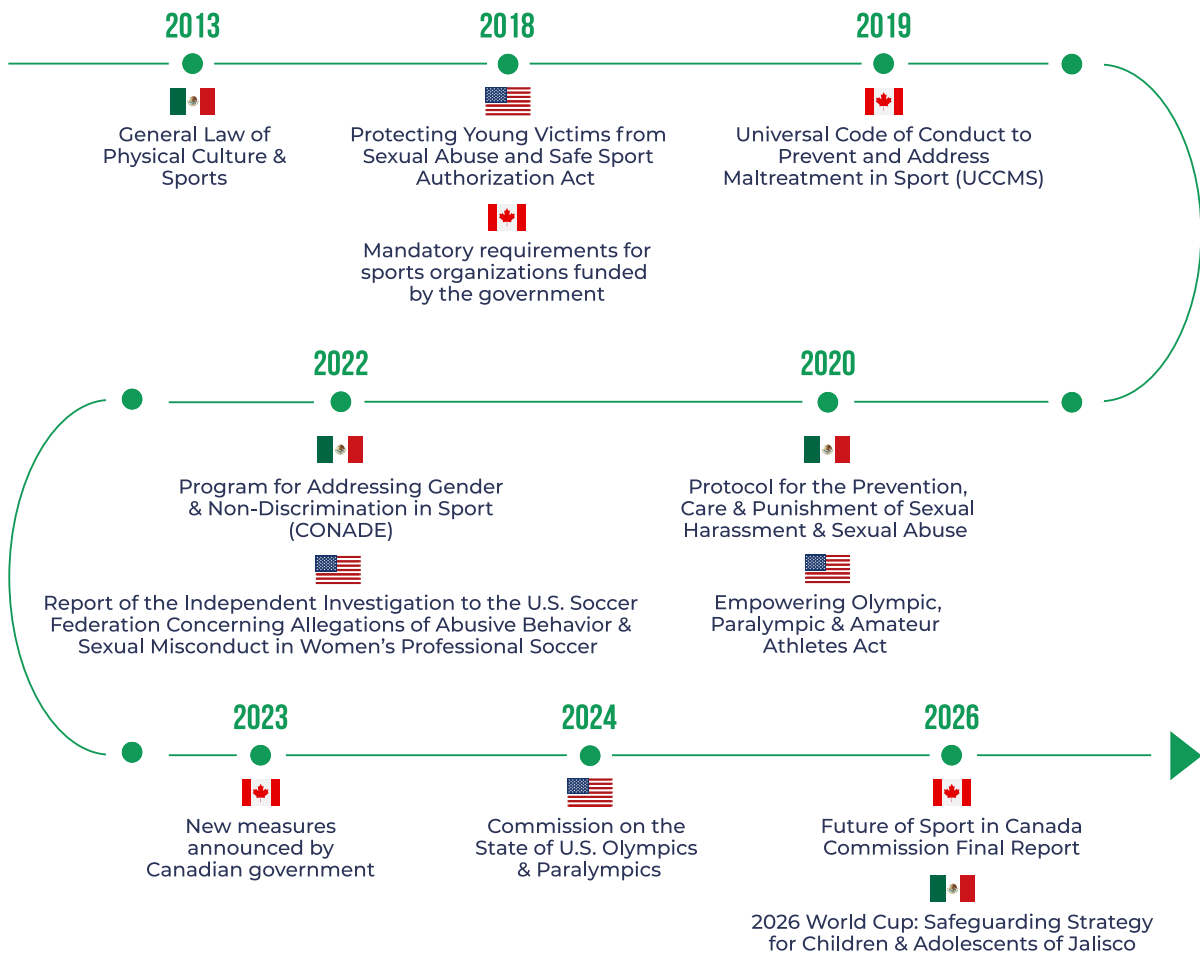 2013
General Law of
Physical Culture &
Sports
2018
Protecting Young Victims from
Sexual Abuse and Safe Sport
Authorization Act
Mandatory requirements for
sports organizations funded
by the government
2019
Universal Code of Conduct to
Prevent and Address
Maltreatment in Sport (UCCMS)
2020
Protocol for the Prevention,
Care & Punishment of Sexual
Harassment & Sexual Abuse
Empowering Olympic,
Paralympic & Amateur
Athletes Act
2022
Program for Addressing Gender
& Non-Discrimination in Sport
(CONADE)
Report of the Independent Investigation to the U.S. Soccer
Federation Concerning Allegations of Abusive Behavior &
Sexual Misconduct in Women’s Professional Soccer
2023
New measures
announced by
Canadian government
2024
Commission on the
State of U.S. Olympics
& Paralympics
2026
Future of Sport in Canada
Commission Final Report
2026 World Cup: Safeguarding Strategy
for Children & Adolescents of Jalisco